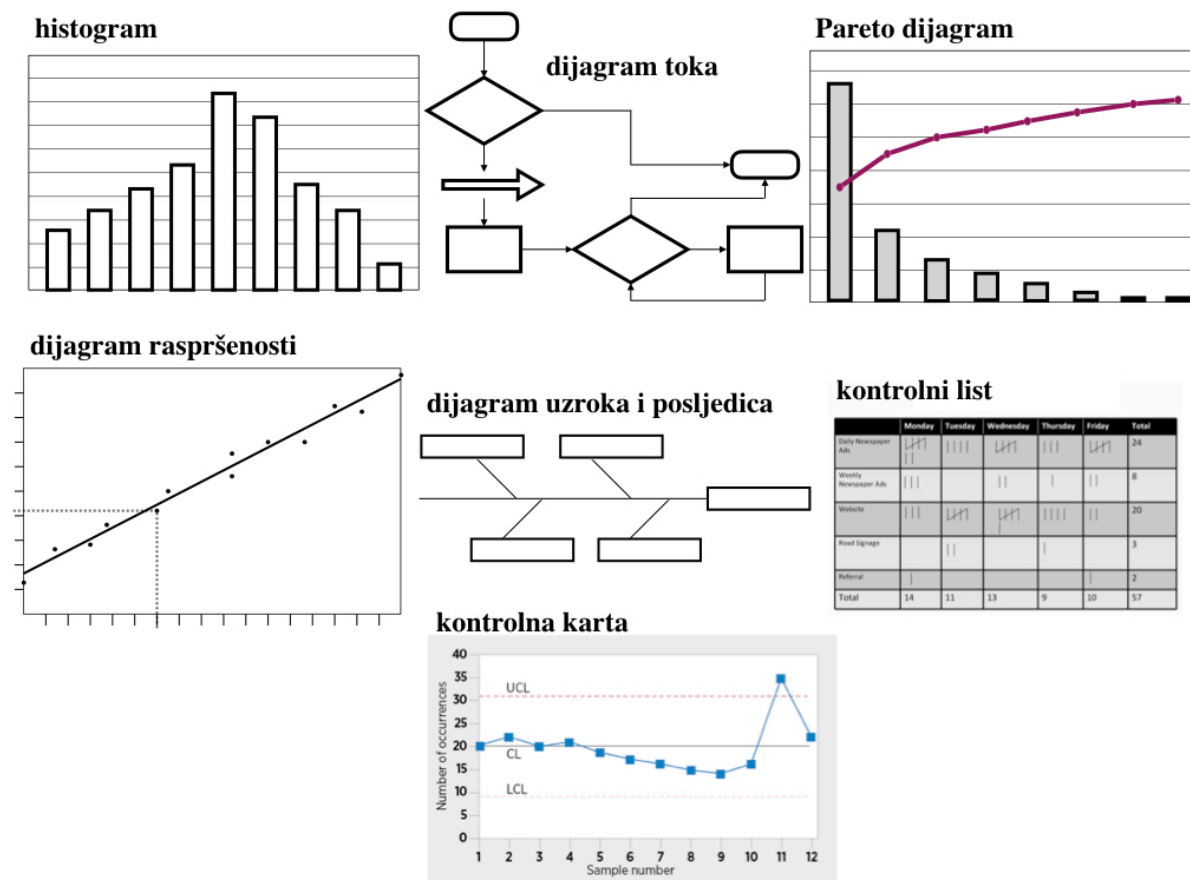 histogram
dijagram toka
Pareto dijagram
dijagram raspršenosti
dijagram uzroka i posljedica
kontrolni list
Monday Tuesday Wednesday Thursday Friday Total
Daily Newspaper
Ads
24
Weekly
Newspaper Ads
8
Website
20
Road Signage
3
Referral
2
Total 14 11 13 9 10 57
kontrolna karta
Number of occurrences
40
35
30
25
20
15
10
5
0
UCL
CL
LCL
1 2 3 4 5 6 7 8 9 10 11 12
Sample number